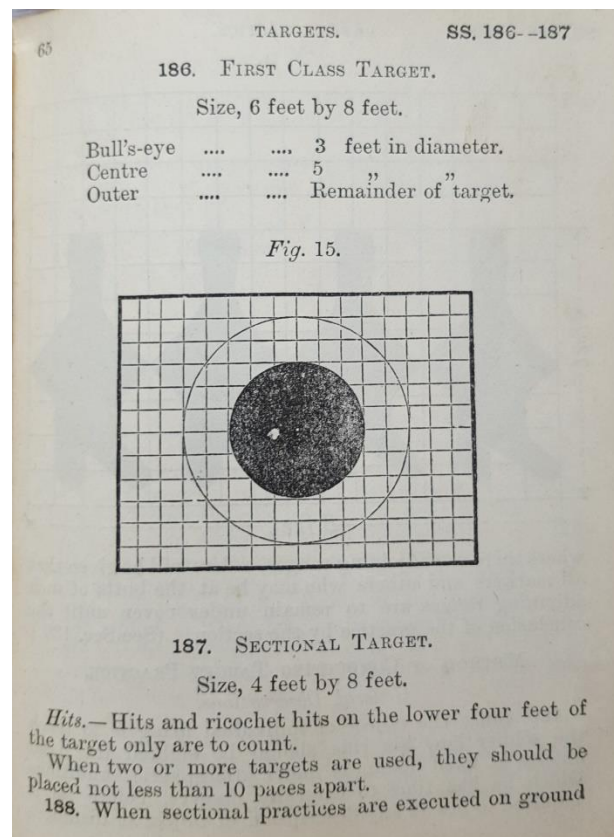 65
TARGETS. SS. 186--187
186. FIRST CLASS TARGET.
Size, 6 feet by 8 feet.
Bull's-eye .... .... 3 feet in diameter.
Centre .... .... 5 „ „
Outer .... .... Remainder of target.
Fig. 15.
187. SECTIONAL TARGET.
Size, 4 feet by 8 feet.
Hits.—Hits and ricochet hits on the lower four feet of
the target only are to count.
When two or more targets are used, they should be
placed not less than 10 paces apart.
188. When sectional practices are executed on ground